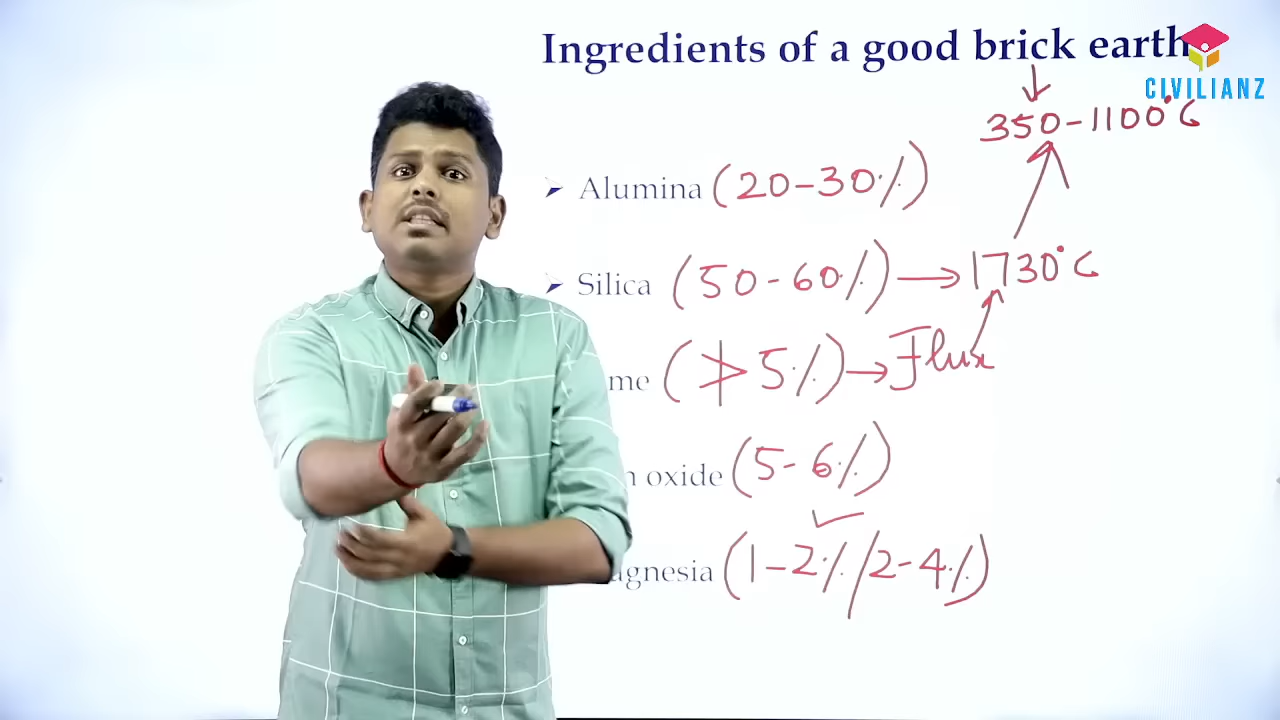 Ingredients of a good brick earth
CIVILIANZ
350-1100°C
➤ Alumina (20-30%)
➤ Silica (50-60%) → 1730°C
me (≯ 5%) → Flux
n oxide (5-6%)
agnesia (1-2% / 2-4%)